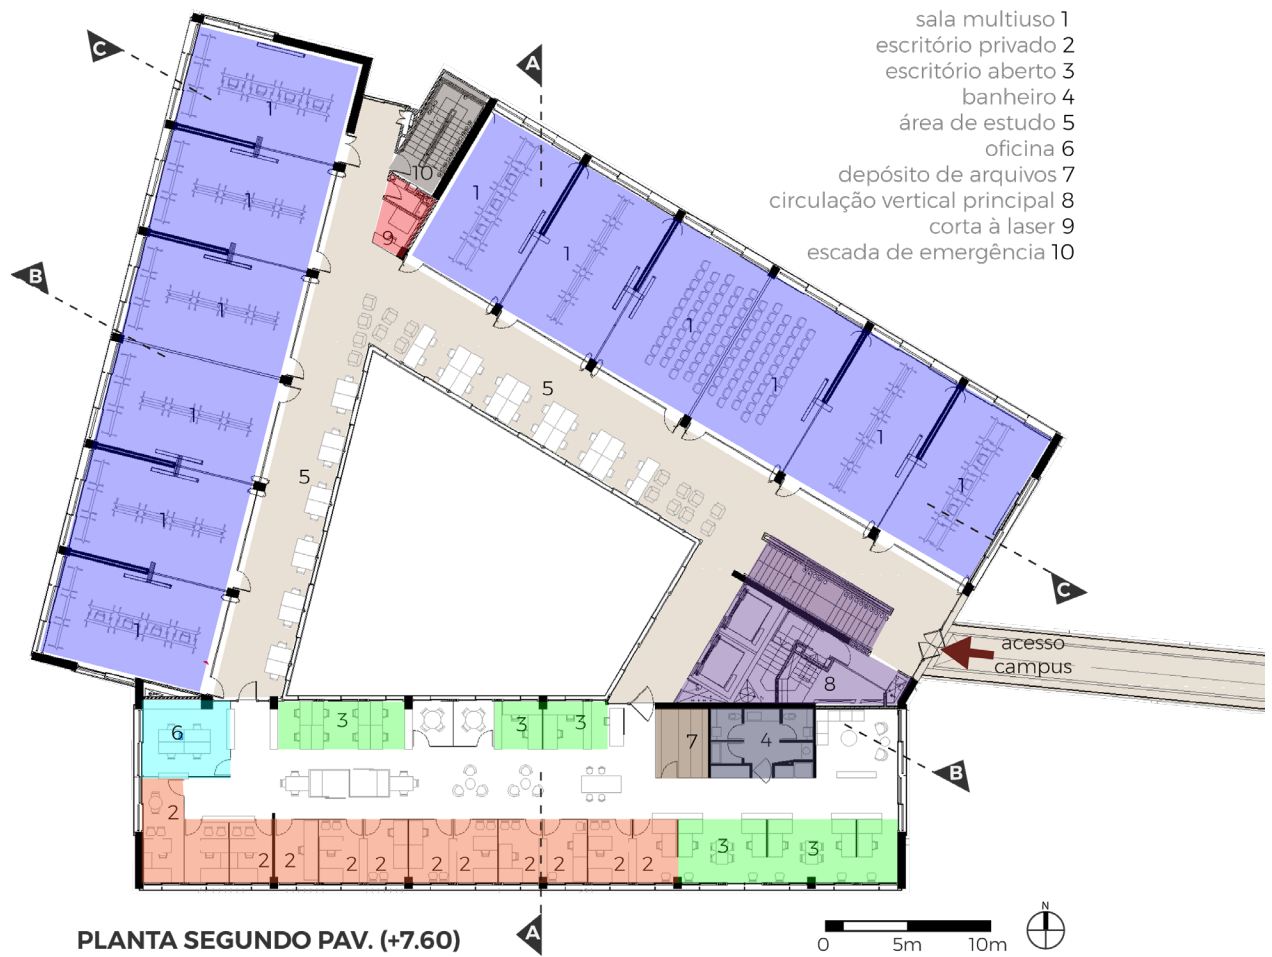 sala multiuso 1
escritório privado 2
escritório aberto 3
banheiro 4
área de estudo 5
oficina 6
depósito de arquivos 7
circulação vertical principal 8
corta à laser 9
escada de emergência 10
C
A
1
10
1
1
1
9
B
1
1
1
5
1
1
1
5
1
1
C
1
acesso
campus
8
6
3
3
3
7
4
B
2
3
3
2
2
2
2
2
2
2
2
2
2
A
PLANTA SEGUNDO PAV. (+7.60)
0
5m
10m
N